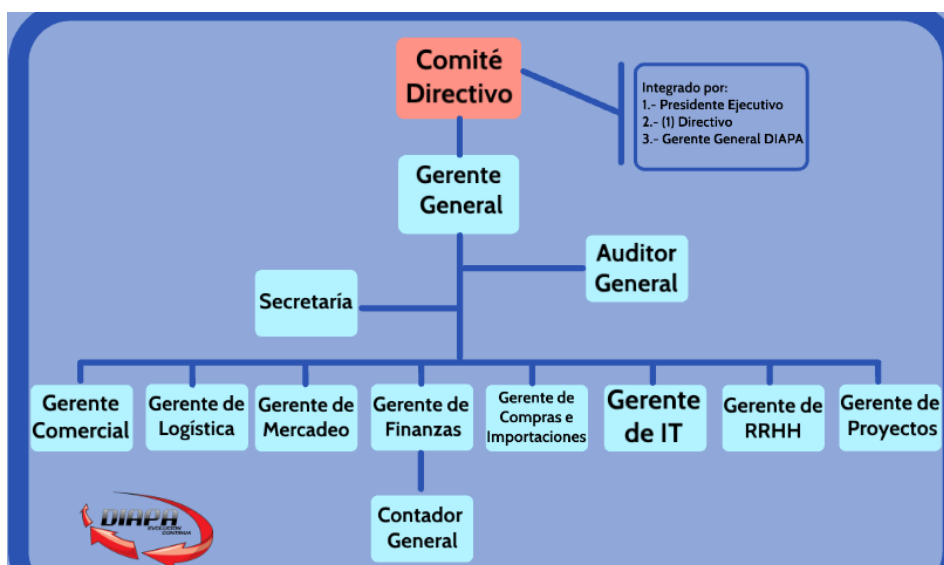 Comité
Directivo
Integrado por:
1.- Presidente Ejecutivo
2.- (1) Directivo
3.- Gerente General DIAPA
Gerente
General
Auditor
General
Secretaría
Gerente
Comercial
Gerente de
Logística
Gerente de
Mercadeo
Gerente de
Finanzas
Gerente de
Compras e
Importaciones
Gerente
de IT
Gerente de
RRHH
Gerente de
Proyectos
Contador
General
DIAPA
EVOLUCIÓN
CONTINUA